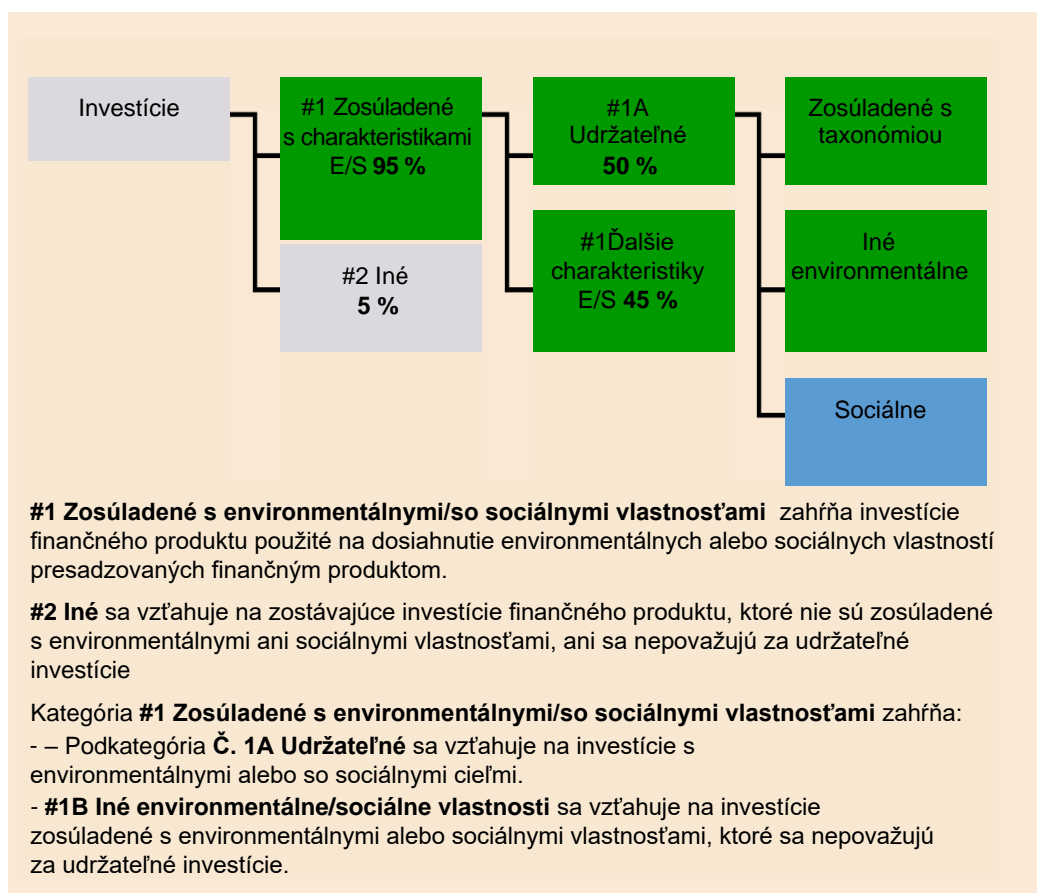 Investície
#1 Zosúladené
s charakteristikami
E/S 95 %
#2 Iné
5 %
#1A
Udržateľné
50 %
#1Ďalšie
charakteristiky
E/S 45 %
Zosúladené s
taxonómiou
Iné
environmentálne
Sociálne
#1 Zosúladené s environmentálnymi/so sociálnymi vlastnosťami zahŕňa investície
finančného produktu použité na dosiahnutie environmentálnych alebo sociálnych vlastností
presadzovaných finančným produktom.
#2 Iné sa vzťahuje na zostávajúce investície finančného produktu, ktoré nie sú zosúladené
s environmentálnymi ani sociálnymi vlastnosťami, ani sa nepovažujú za udržateľné
investície
Kategória #1 Zosúladené s environmentálnymi/so sociálnymi vlastnosťami zahŕňa:
- – Podkategória Č. 1A Udržateľné sa vzťahuje na investície s
environmentálnymi alebo so sociálnymi cieľmi.
- #1B Iné environmentálne/sociálne vlastnosti sa vzťahuje na investície
zosúladené s environmentálnymi alebo sociálnymi vlastnosťami, ktoré sa nepovažujú
za udržateľné investície.